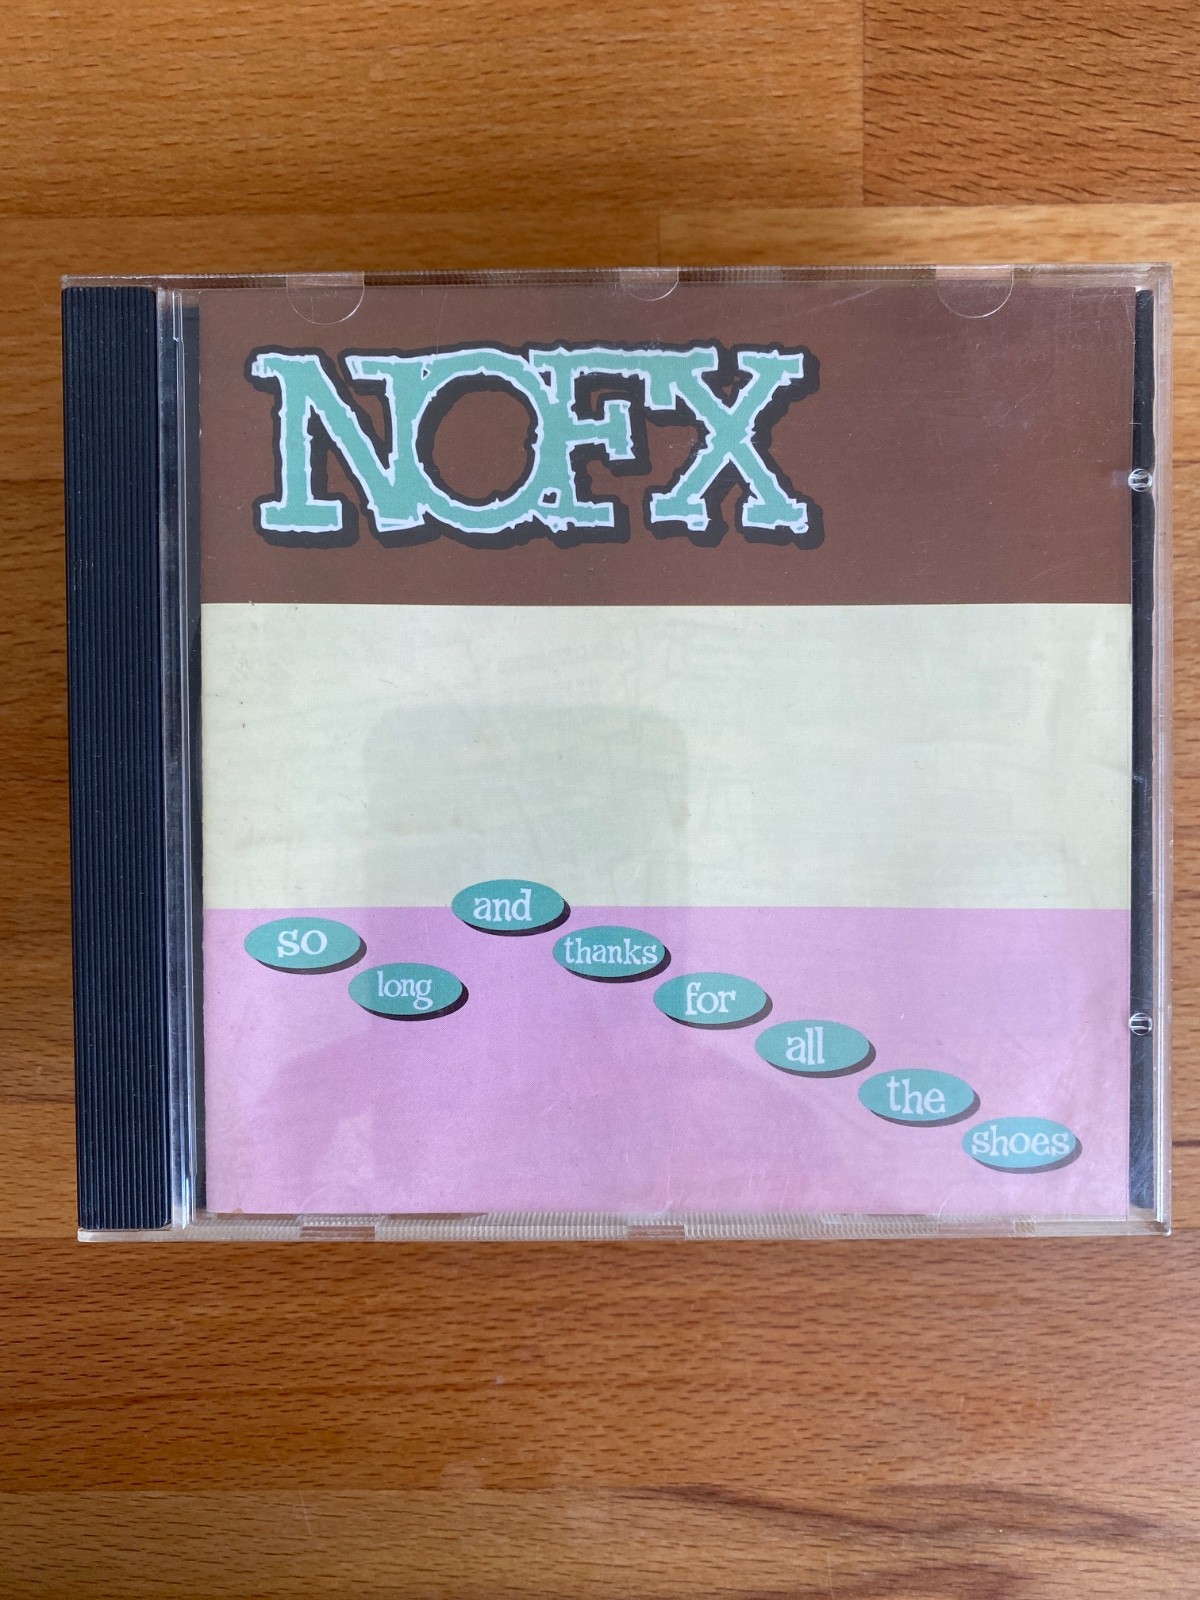 NOFX
so
long
and
thanks
for
all
the
shoes